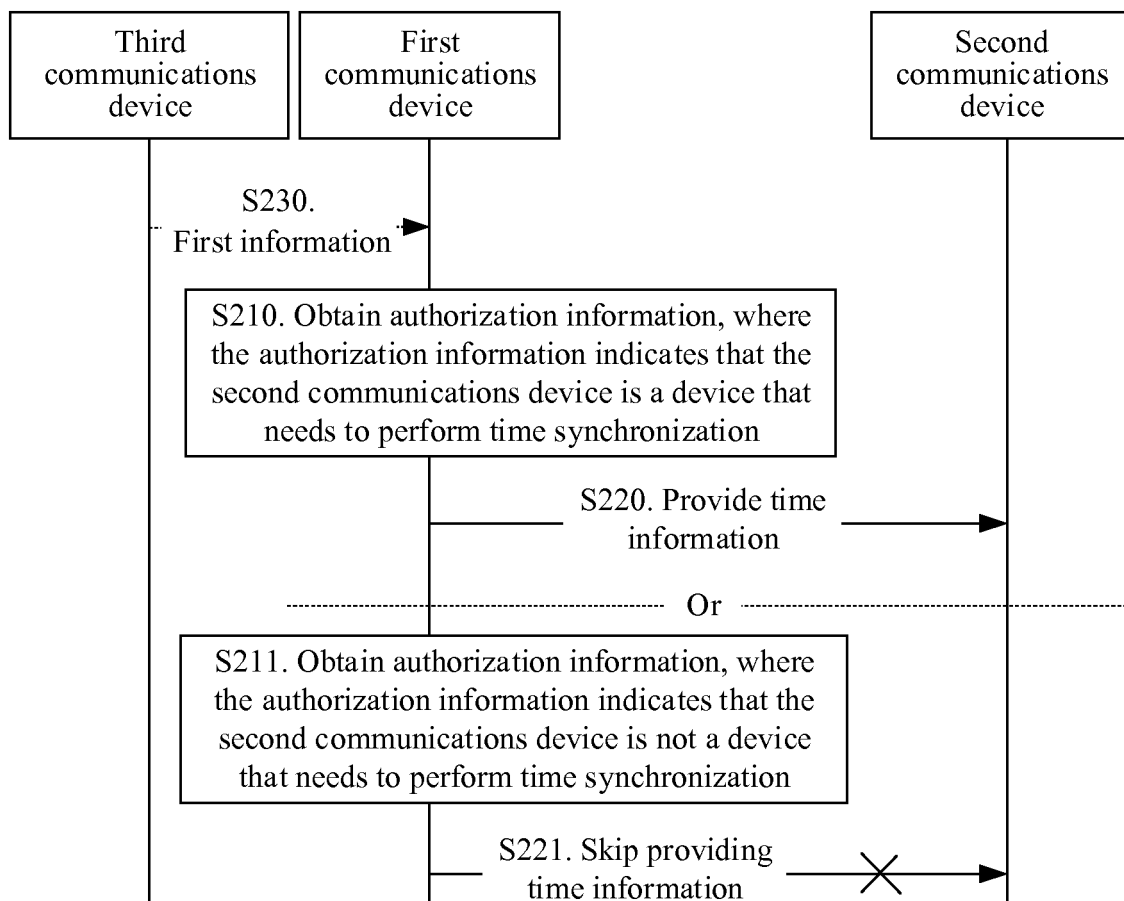 Third
communications
device
First
communications
device
Second
communications
device
S230.
First information
S210. Obtain authorization information, where
the authorization information indicates that the
second communications device is a device that
needs to perform time synchronization
S220. Provide time
information
Or
S211. Obtain authorization information, where
the authorization information indicates that the
second communications device is not a device
that needs to perform time synchronization
S221. Skip providing
time information